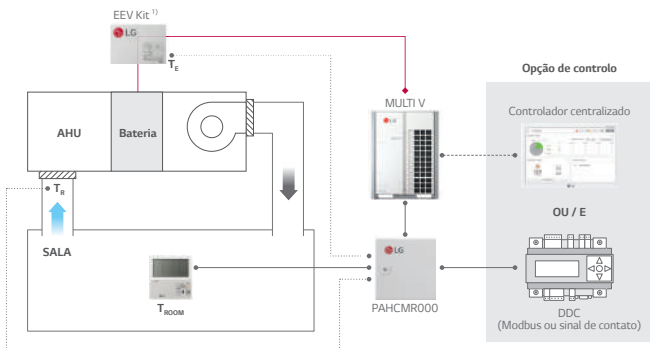 EEV Kit 1)
LG
TE
Opção de controlo
MULTI V
Controlador centralizado
AHU
Bateria
LG
TR
OU / E
SALA
LG
TROOM
PAHCMR000
DDC
(Modbus ou sinal de contato)